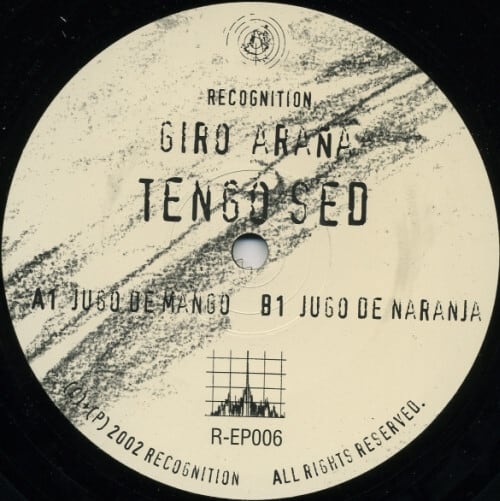 RECOGNITION
GIRO ARAÑA
TENGO SED
A1 JUGO DE MANGO B1 JUGO DE NARANJA
R-EP006
(C)+(P) 2002 RECOGNITION ALL RIGHTS RESERVED.